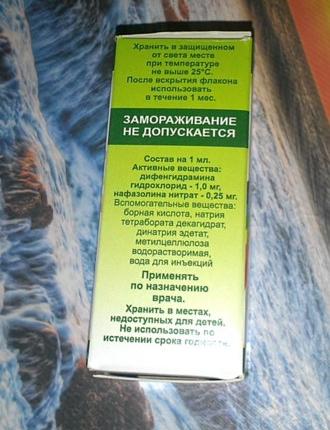 Хранить в защищенном
от света месте
при температуре
не выше 25°С.
После вскрытия флакона
использовать
в течение 1 мес.
ЗАМОРАЖИВАНИЕ
НЕ ДОПУСКАЕТСЯ
Состав на 1 мл.
Активные вещества:
дифенгидрамина
гидрохлорид - 1,0 мг,
нафазолина нитрат - 0,25 мг.
Вспомогательные вещества:
борная кислота, натрия
тетрабората декагидрат,
динатрия эдетат,
метилцеллюлоза
водорастворимая,
вода для инъекций
Применять
по назначению
врача.
Хранить в местах,
недоступных для детей.
Не использовать по
истечении срока годности.